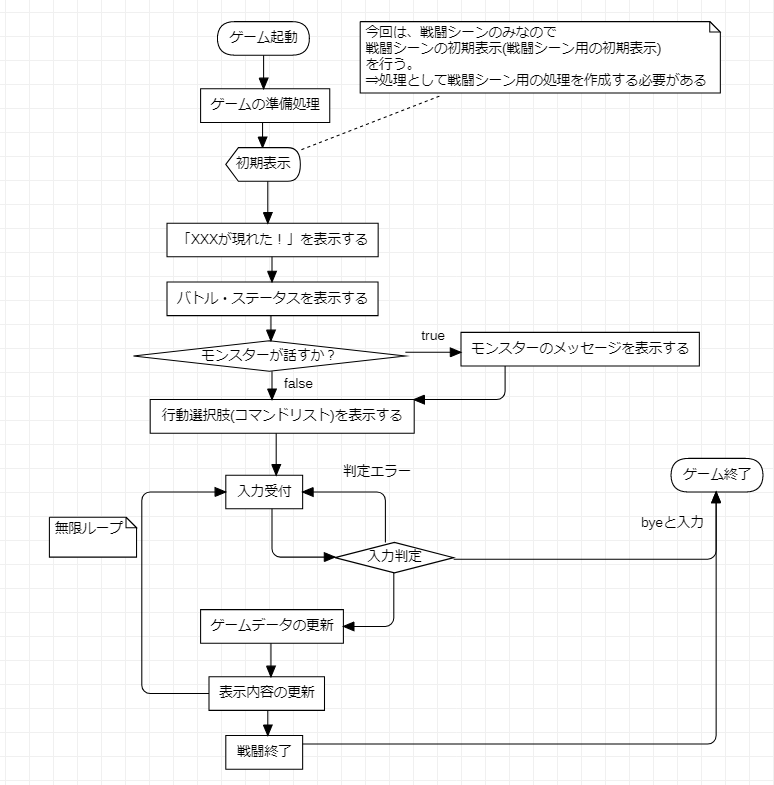 ゲーム起動
今回は、戦闘シーンのみなので
戦闘シーンの初期表示(戦闘シーン用の初期表示)
を行う。
⇒処理として戦闘シーン用の処理を作成する必要がある
ゲームの準備処理
初期表示
「XXXが現れた！」を表示する
バトル・ステータスを表示する
モンスターが話すか？
true
モンスターのメッセージを表示する
false
行動選択肢(コマンドリスト)を表示する
判定エラー
ゲーム終了
入力受付
無限ループ
byeと入力
入力判定
ゲームデータの更新
表示内容の更新
戦闘終了